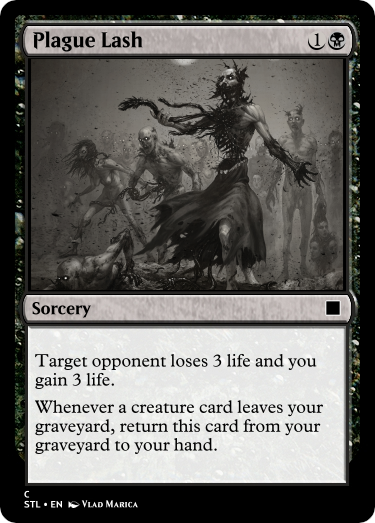 Plague Lash 1
Sorcery
Target opponent loses 3 life and you
gain 3 life.
Whenever a creature card leaves your
graveyard, return this card from your
graveyard to your hand.
C
STL • EN Vlad Marica